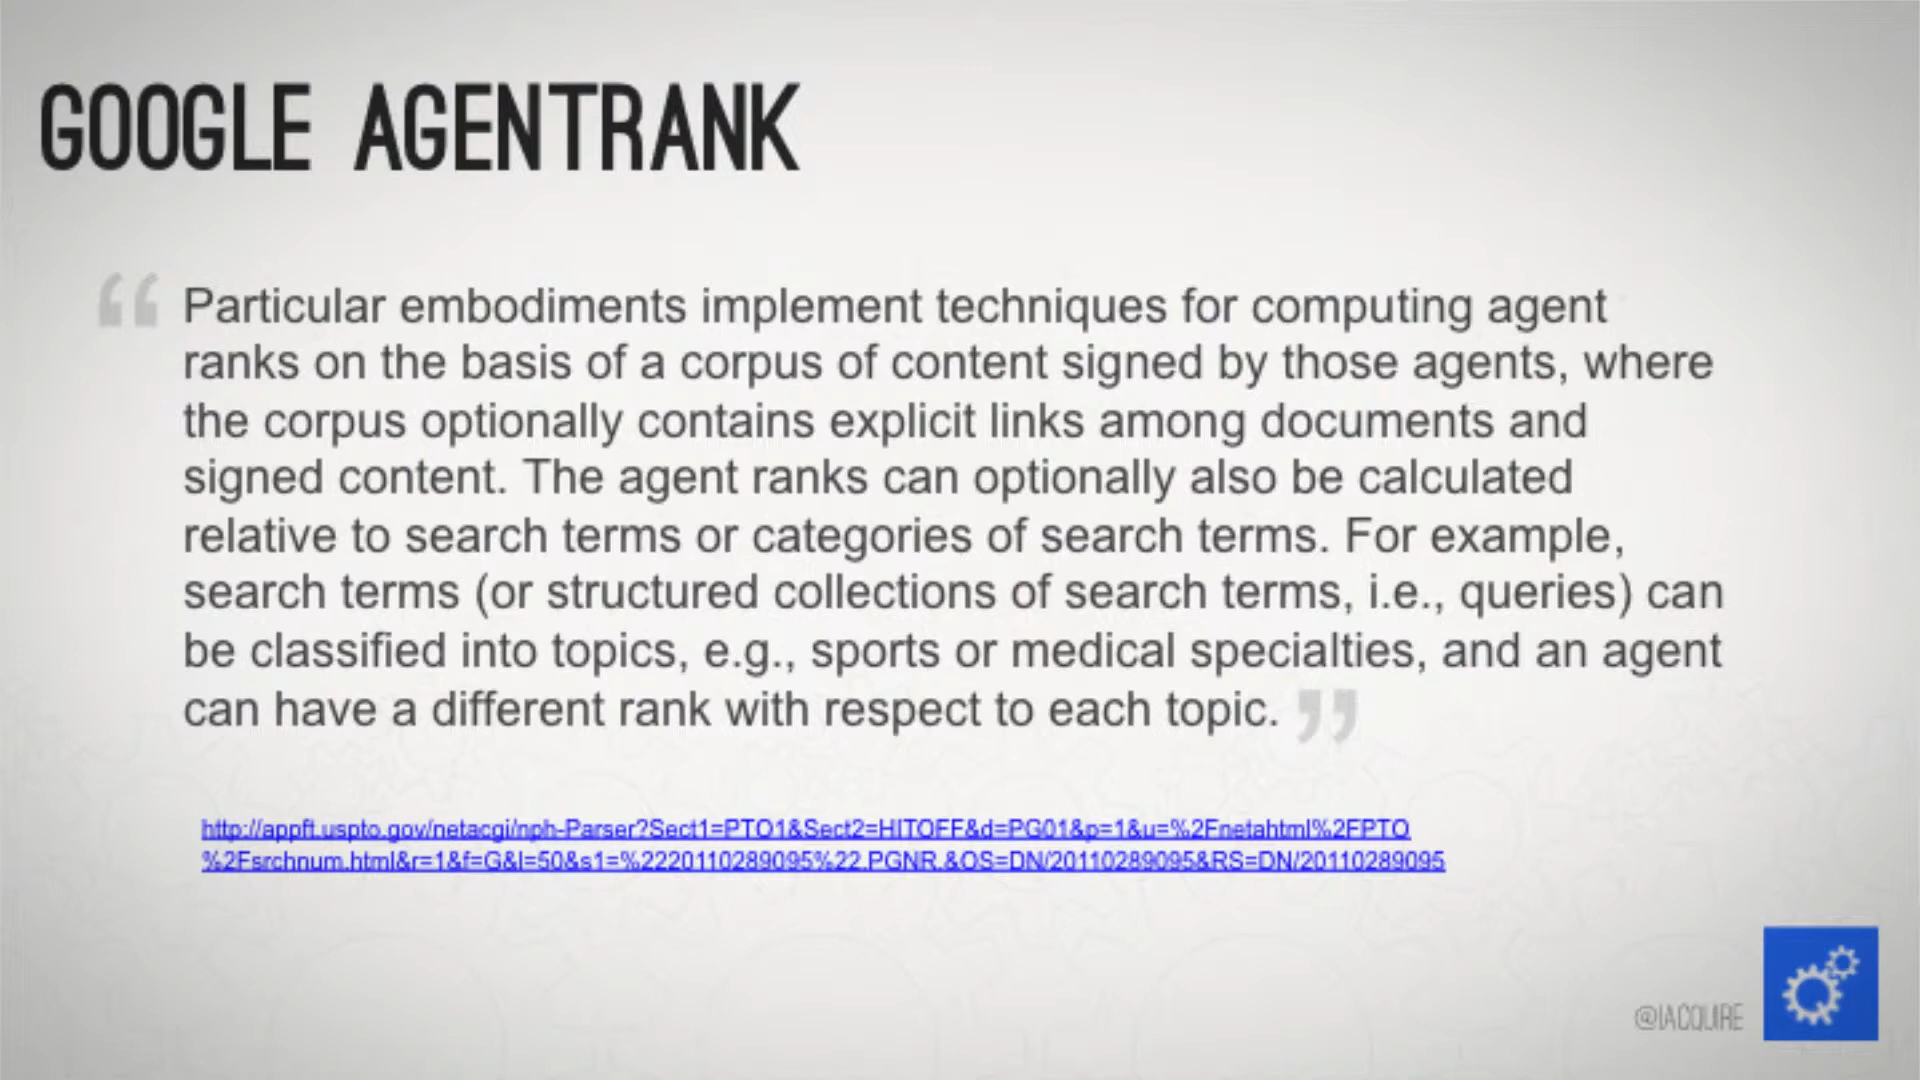 GOOGLE AGENTRANK
“ Particular embodiments implement techniques for computing agent
ranks on the basis of a corpus of content signed by those agents, where
the corpus optionally contains explicit links among documents and
signed content. The agent ranks can optionally also be calculated
relative to search terms or categories of search terms. For example,
search terms (or structured collections of search terms, i.e., queries) can
be classified into topics, e.g., sports or medical specialties, and an agent
can have a different rank with respect to each topic. ”
http://appft.uspto.gov/netacgi/nph-Parser?Sect1=PTO1&Sect2=HITOFF&d=PG01&p=1&u=%2Fnetahtml%2FPTO
%2Fsrchnum.html&r=1&f=G&l=50&s1=%2220110289095%22.PGNR.&OS=DN/20110289095&RS=DN/20110289095
@IACQUIRE